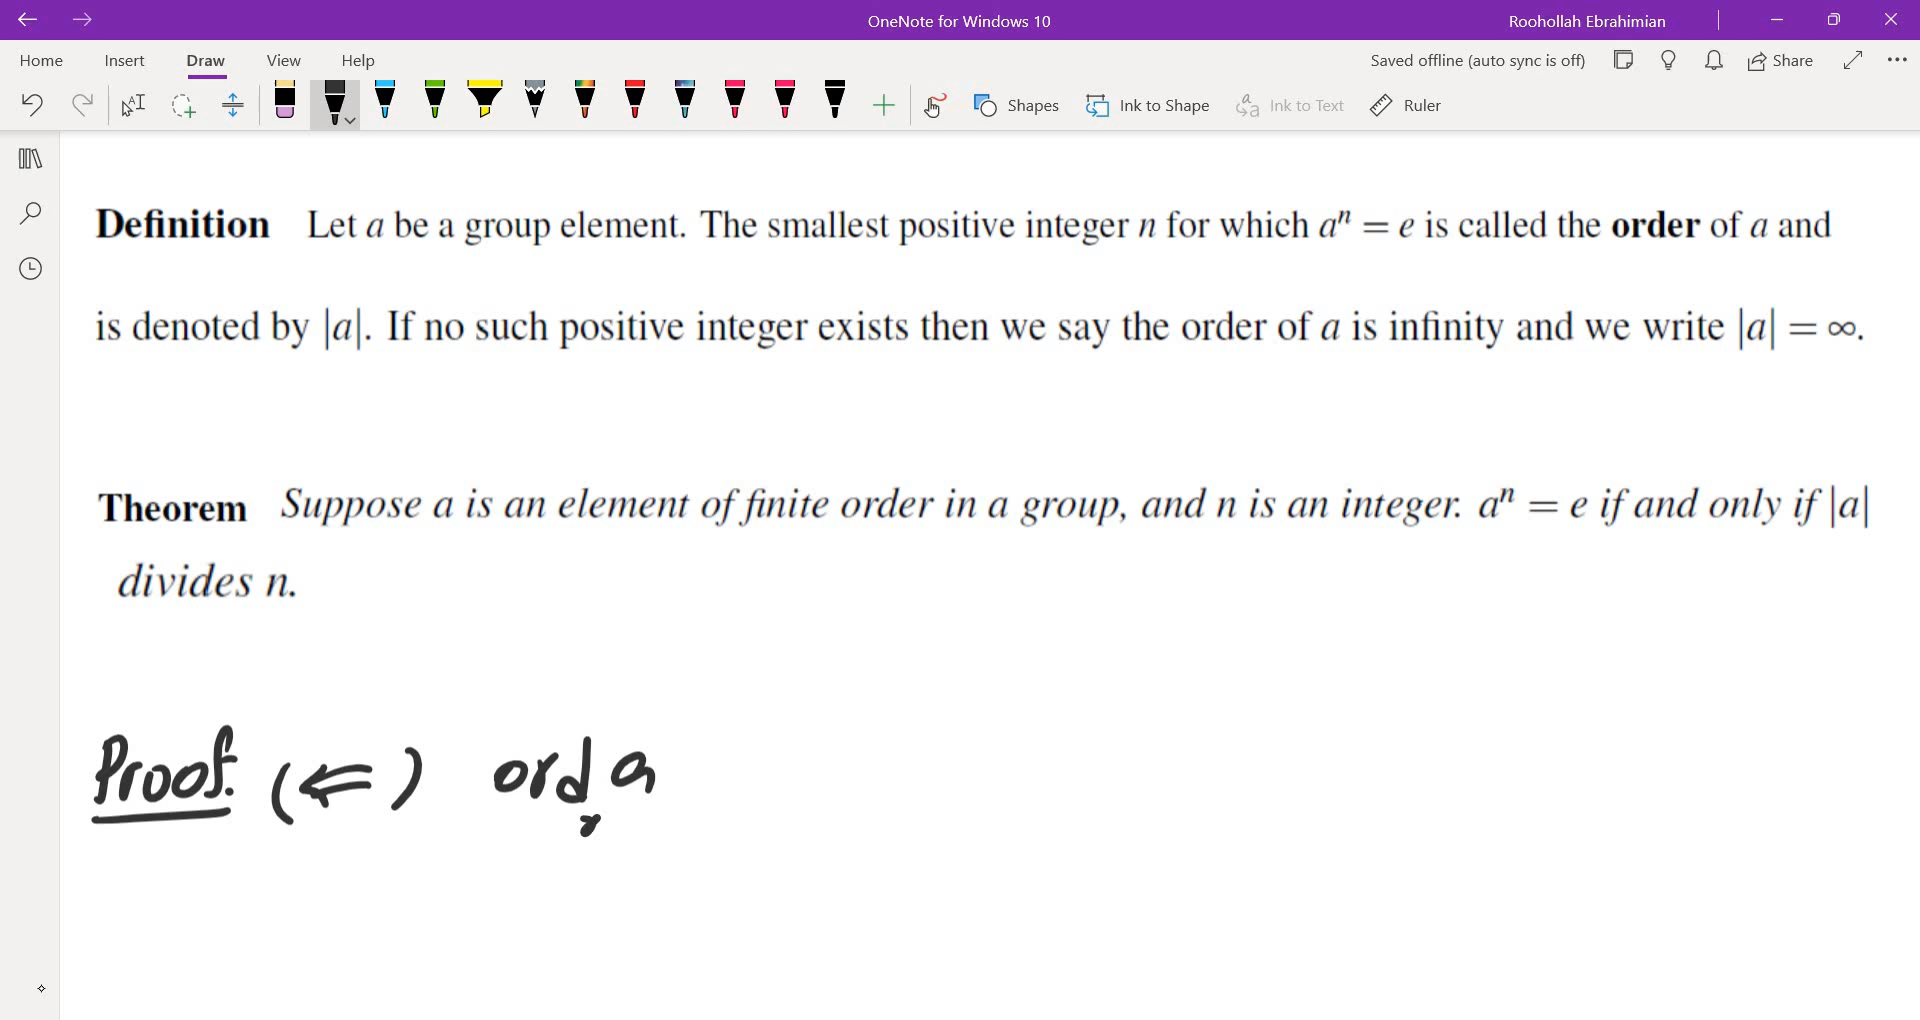 OneNote for Windows 10
Roohollah Ebrahimian
Home Insert Draw View Help
Saved offline (auto sync is off) Share
Shapes Ink to Shape Ink to Text Ruler
Definition Let a be a group element. The smallest positive integer n for which aⁿ = e is called the order of a and
is denoted by |a|. If no such positive integer exists then we say the order of a is infinity and we write |a| = ∞.
Theorem Suppose a is an element of finite order in a group, and n is an integer. aⁿ = e if and only if |a|
divides n.
Proof. (⇐) ord a